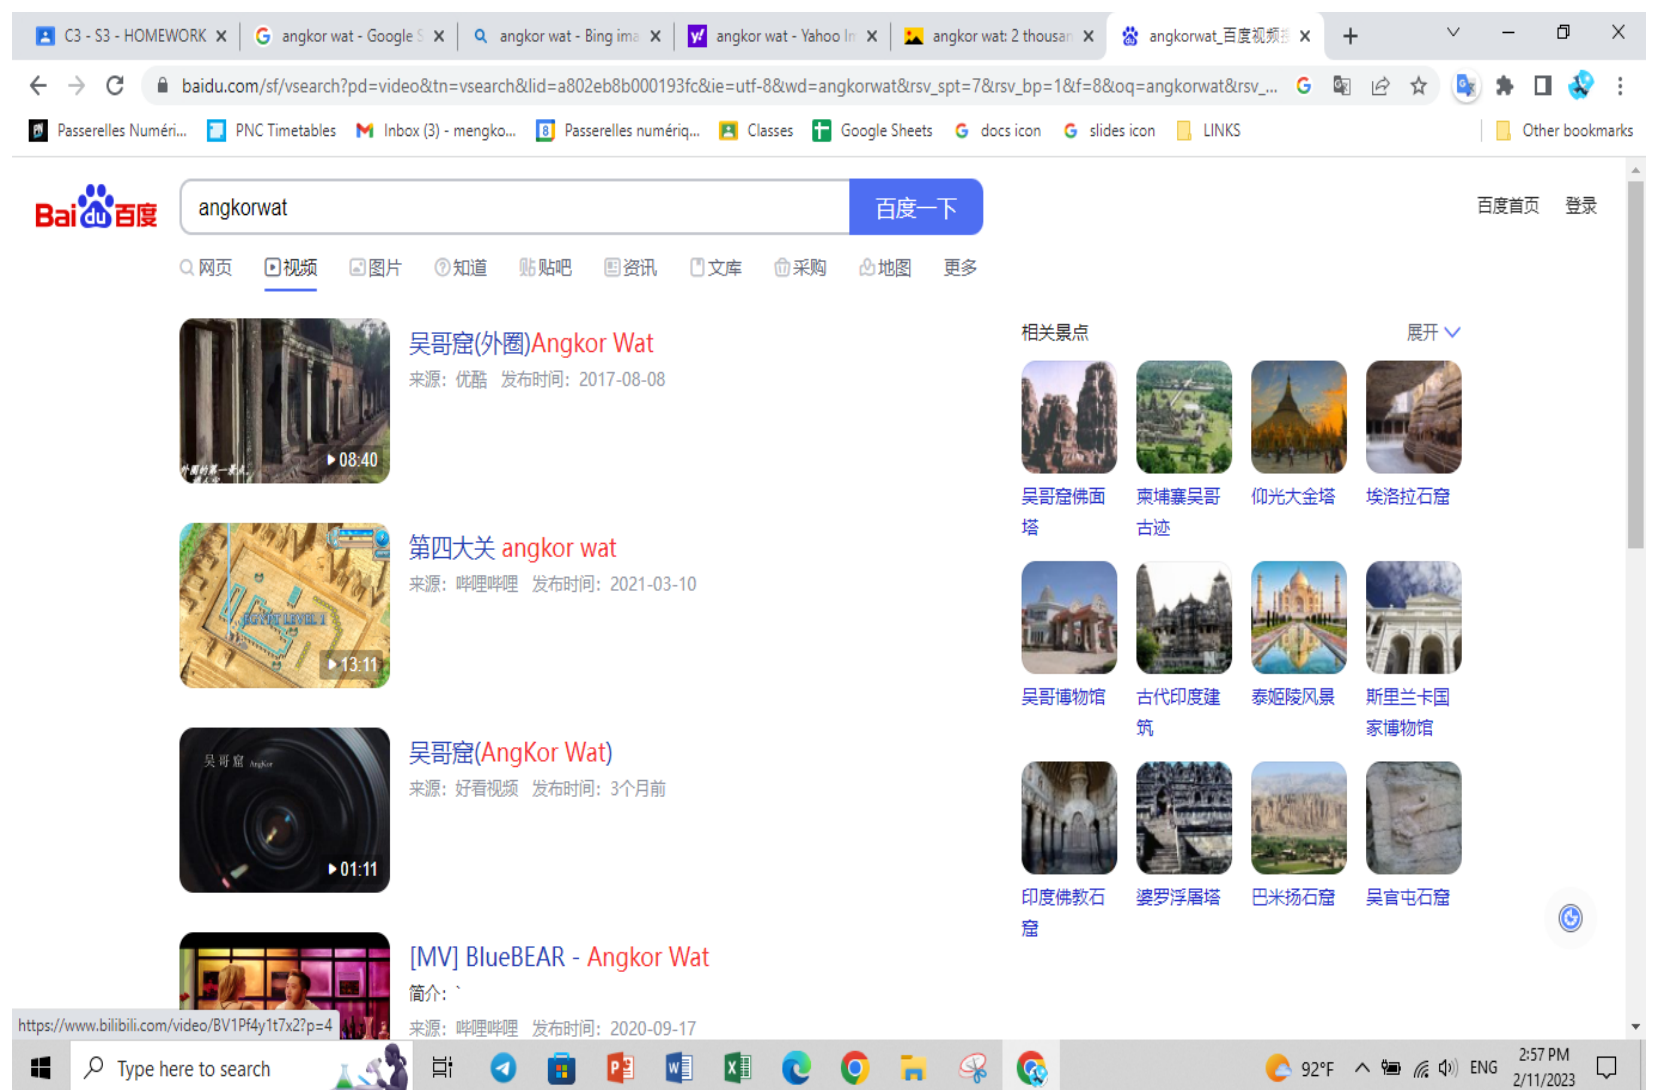 C3 - S3 - HOMEWORK
angkor wat - Google S
angkor wat - Bing ima
angkor wat - Yahoo Im
angkor wat: 2 thousan
angkorwat_百度视频搜
baidu.com/sf/vsearch?pd=video&tn=vsearch&lid=a802eb8b000193fc&ie=utf-8&wd=angkorwat&rsv_spt=7&rsv_bp=1&f=8&oq=angkorwat&rsv_...
Passerelles Numéri...
PNC Timetables
Inbox (3) - mengko...
Passerelles numériq...
Classes
Google Sheets
docs icon
slides icon
LINKS
Other bookmarks
Bai du 百度
angkorwat
百度一下
百度首页 登录
网页 视频 图片 知道 贴吧 资讯 文库 采购 地图 更多
吴哥窟(外圈)Angkor Wat
来源：优酷 发布时间：2017-08-08
08:40
第四大关 angkor wat
来源：哔哩哔哩 发布时间：2021-03-10
EGYPT LEVEL 2
13:11
吴哥窟(AngKor Wat)
来源：好看视频 发布时间：3个月前
吴哥窟 AngKor
01:11
[MV] BlueBEAR - Angkor Wat
简介：`
来源：哔哩哔哩 发布时间：2020-09-17
相关景点
展开
吴哥窟佛面塔
柬埔寨吴哥古迹
仰光大金塔
埃洛拉石窟
吴哥博物馆
古代印度建筑
泰姬陵风景
斯里兰卡国家博物馆
印度佛教石窟
婆罗浮屠塔
巴米扬石窟
吴官屯石窟
https://www.bilibili.com/video/BV1Pf4y1t7x2?p=4
Type here to search
92°F
ENG
2:57 PM
2/11/2023